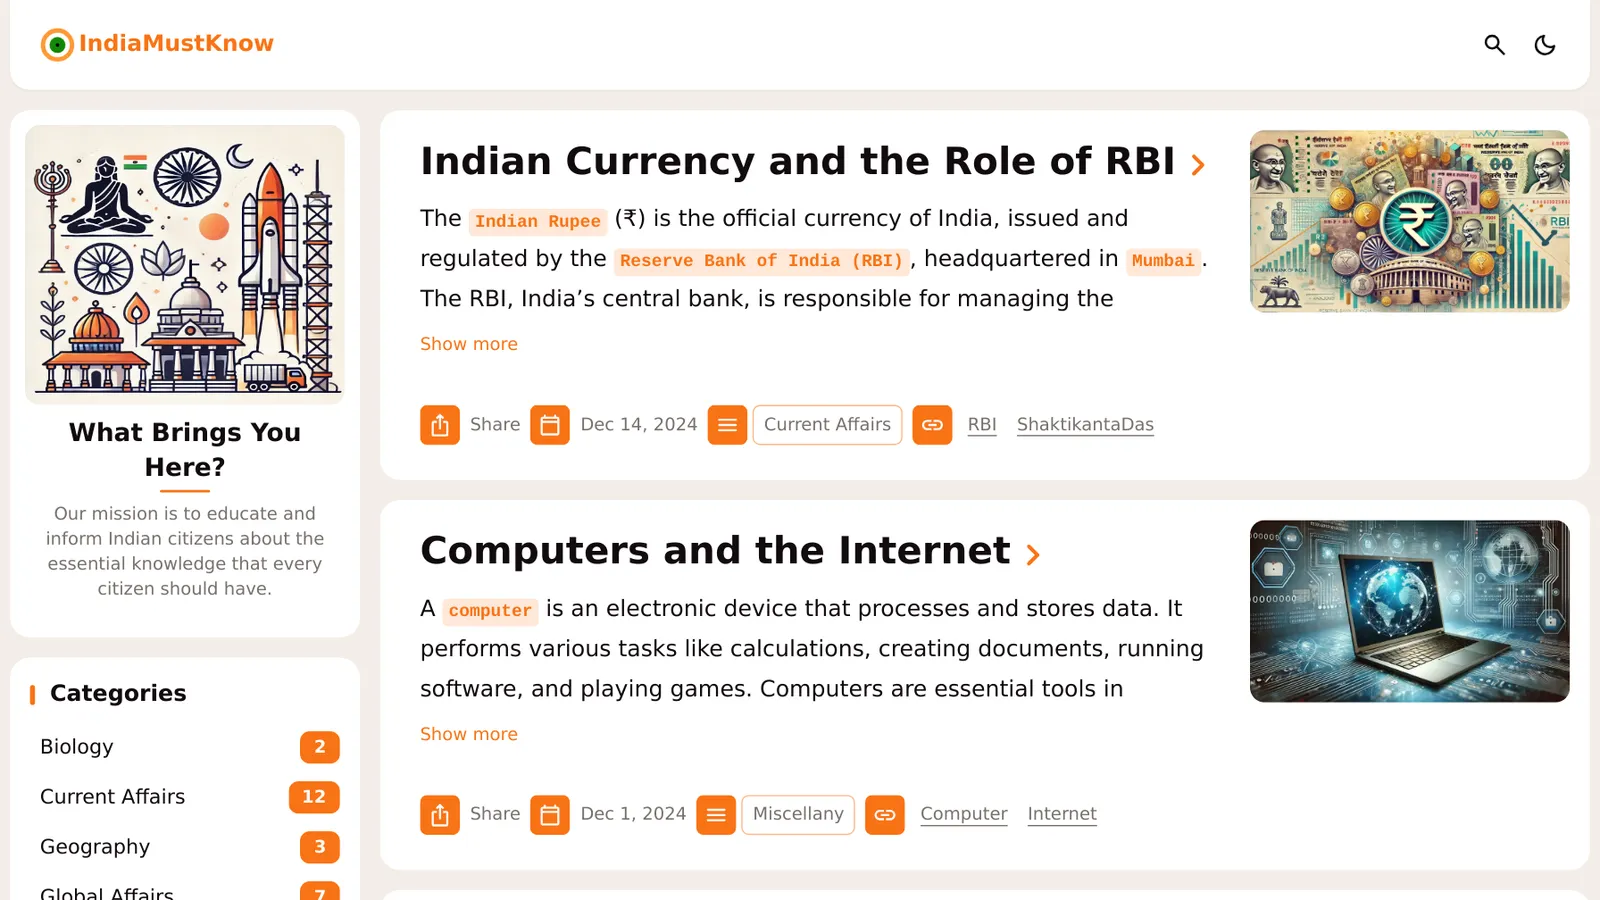 IndiaMustKnow
What Brings You
Here?
Our mission is to educate and
inform Indian citizens about the
essential knowledge that every
citizen should have.
Categories
Biology 2
Current Affairs 12
Geography 3
Global Affairs 7
Indian Currency and the Role of RBI
The Indian Rupee (₹) is the official currency of India, issued and
regulated by the Reserve Bank of India (RBI), headquartered in Mumbai.
The RBI, India’s central bank, is responsible for managing the
Show more
Share Dec 14, 2024 Current Affairs RBI ShaktikantaDas
₹
RBI
Computers and the Internet
A computer is an electronic device that processes and stores data. It
performs various tasks like calculations, creating documents, running
software, and playing games. Computers are essential tools in
Show more
Share Dec 1, 2024 Miscellany Computer Internet